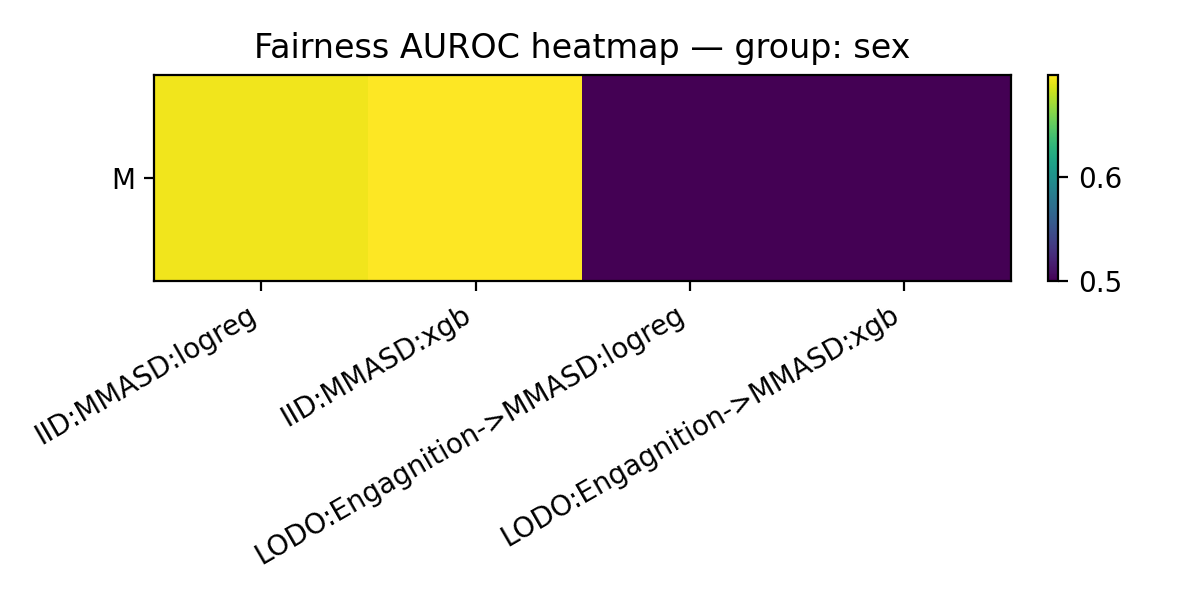 Fairness AUROC heatmap — group: sex
M
0.6
0.5
IID:MMASD:logreg
IID:MMASD:xgb
LODO:Engagnition->MMASD:logreg
LODO:Engagnition->MMASD:xgb